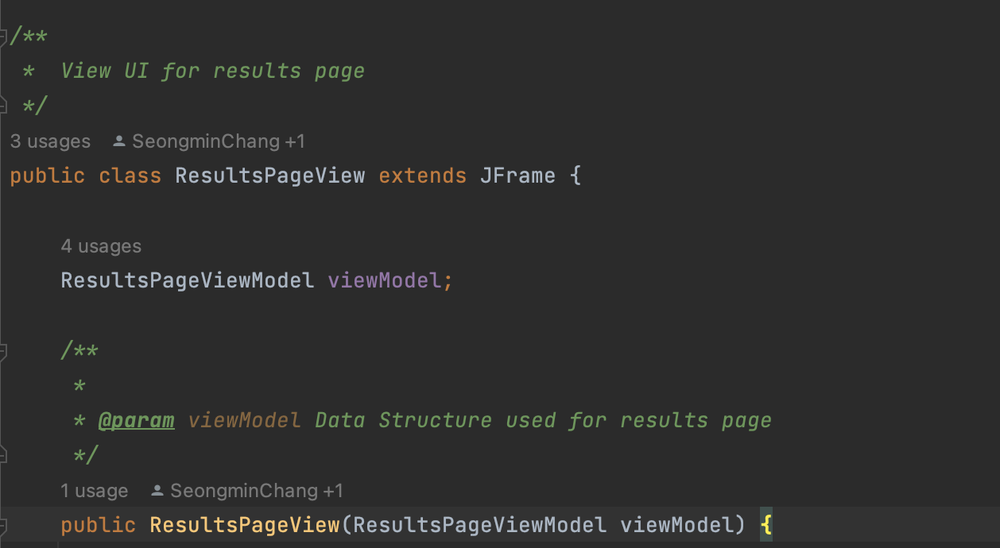 /**
 *  View UI for results page
 */
3 usages SeongminChang +1
public class ResultsPageView extends JFrame {
4 usages
ResultsPageViewModel viewModel;
/**
 *
 * @param viewModel Data Structure used for results page
 */
1 usage SeongminChang +1
public ResultsPageView(ResultsPageViewModel viewModel) {